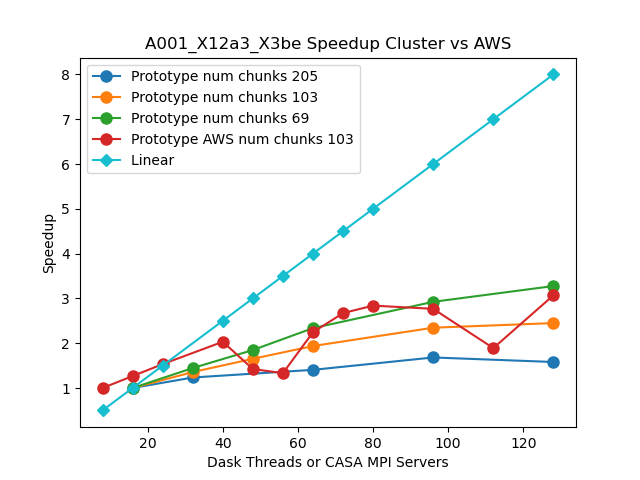 A001_X12a3_X3be Speedup Cluster vs AWS
Prototype num chunks 205
Prototype num chunks 103
Prototype num chunks 69
Prototype AWS num chunks 103
Linear
8
7
6
5
4
3
2
1
Speedup
20 40 60 80 100 120
Dask Threads or CASA MPI Servers